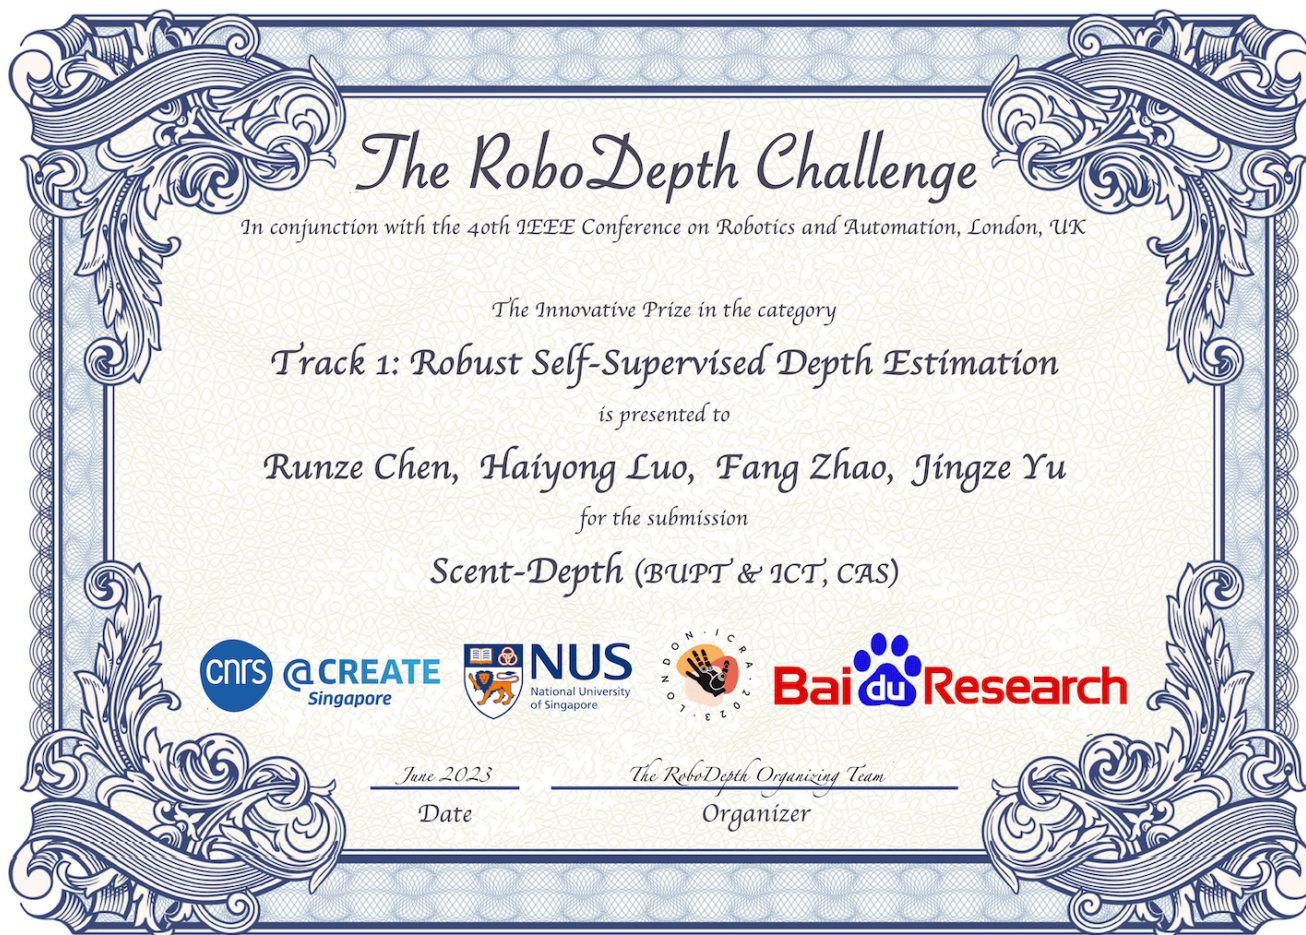 The RoboDepth Challenge
In conjunction with the 40th IEEE Conference on Robotics and Automation, London, UK
The Innovative Prize in the category
Track 1: Robust Self-Supervised Depth Estimation
is presented to
Runze Chen, Haiyong Luo, Fang Zhao, Jingze Yu
for the submission
Scent-Depth (BUPT & ICT, CAS)
cnrs @CREATE
Singapore
NUS
National University
of Singapore
LONDON · ICRA · 2023 ·
Bai du Research
June 2023
The RoboDepth Organizing Team
Date
Organizer